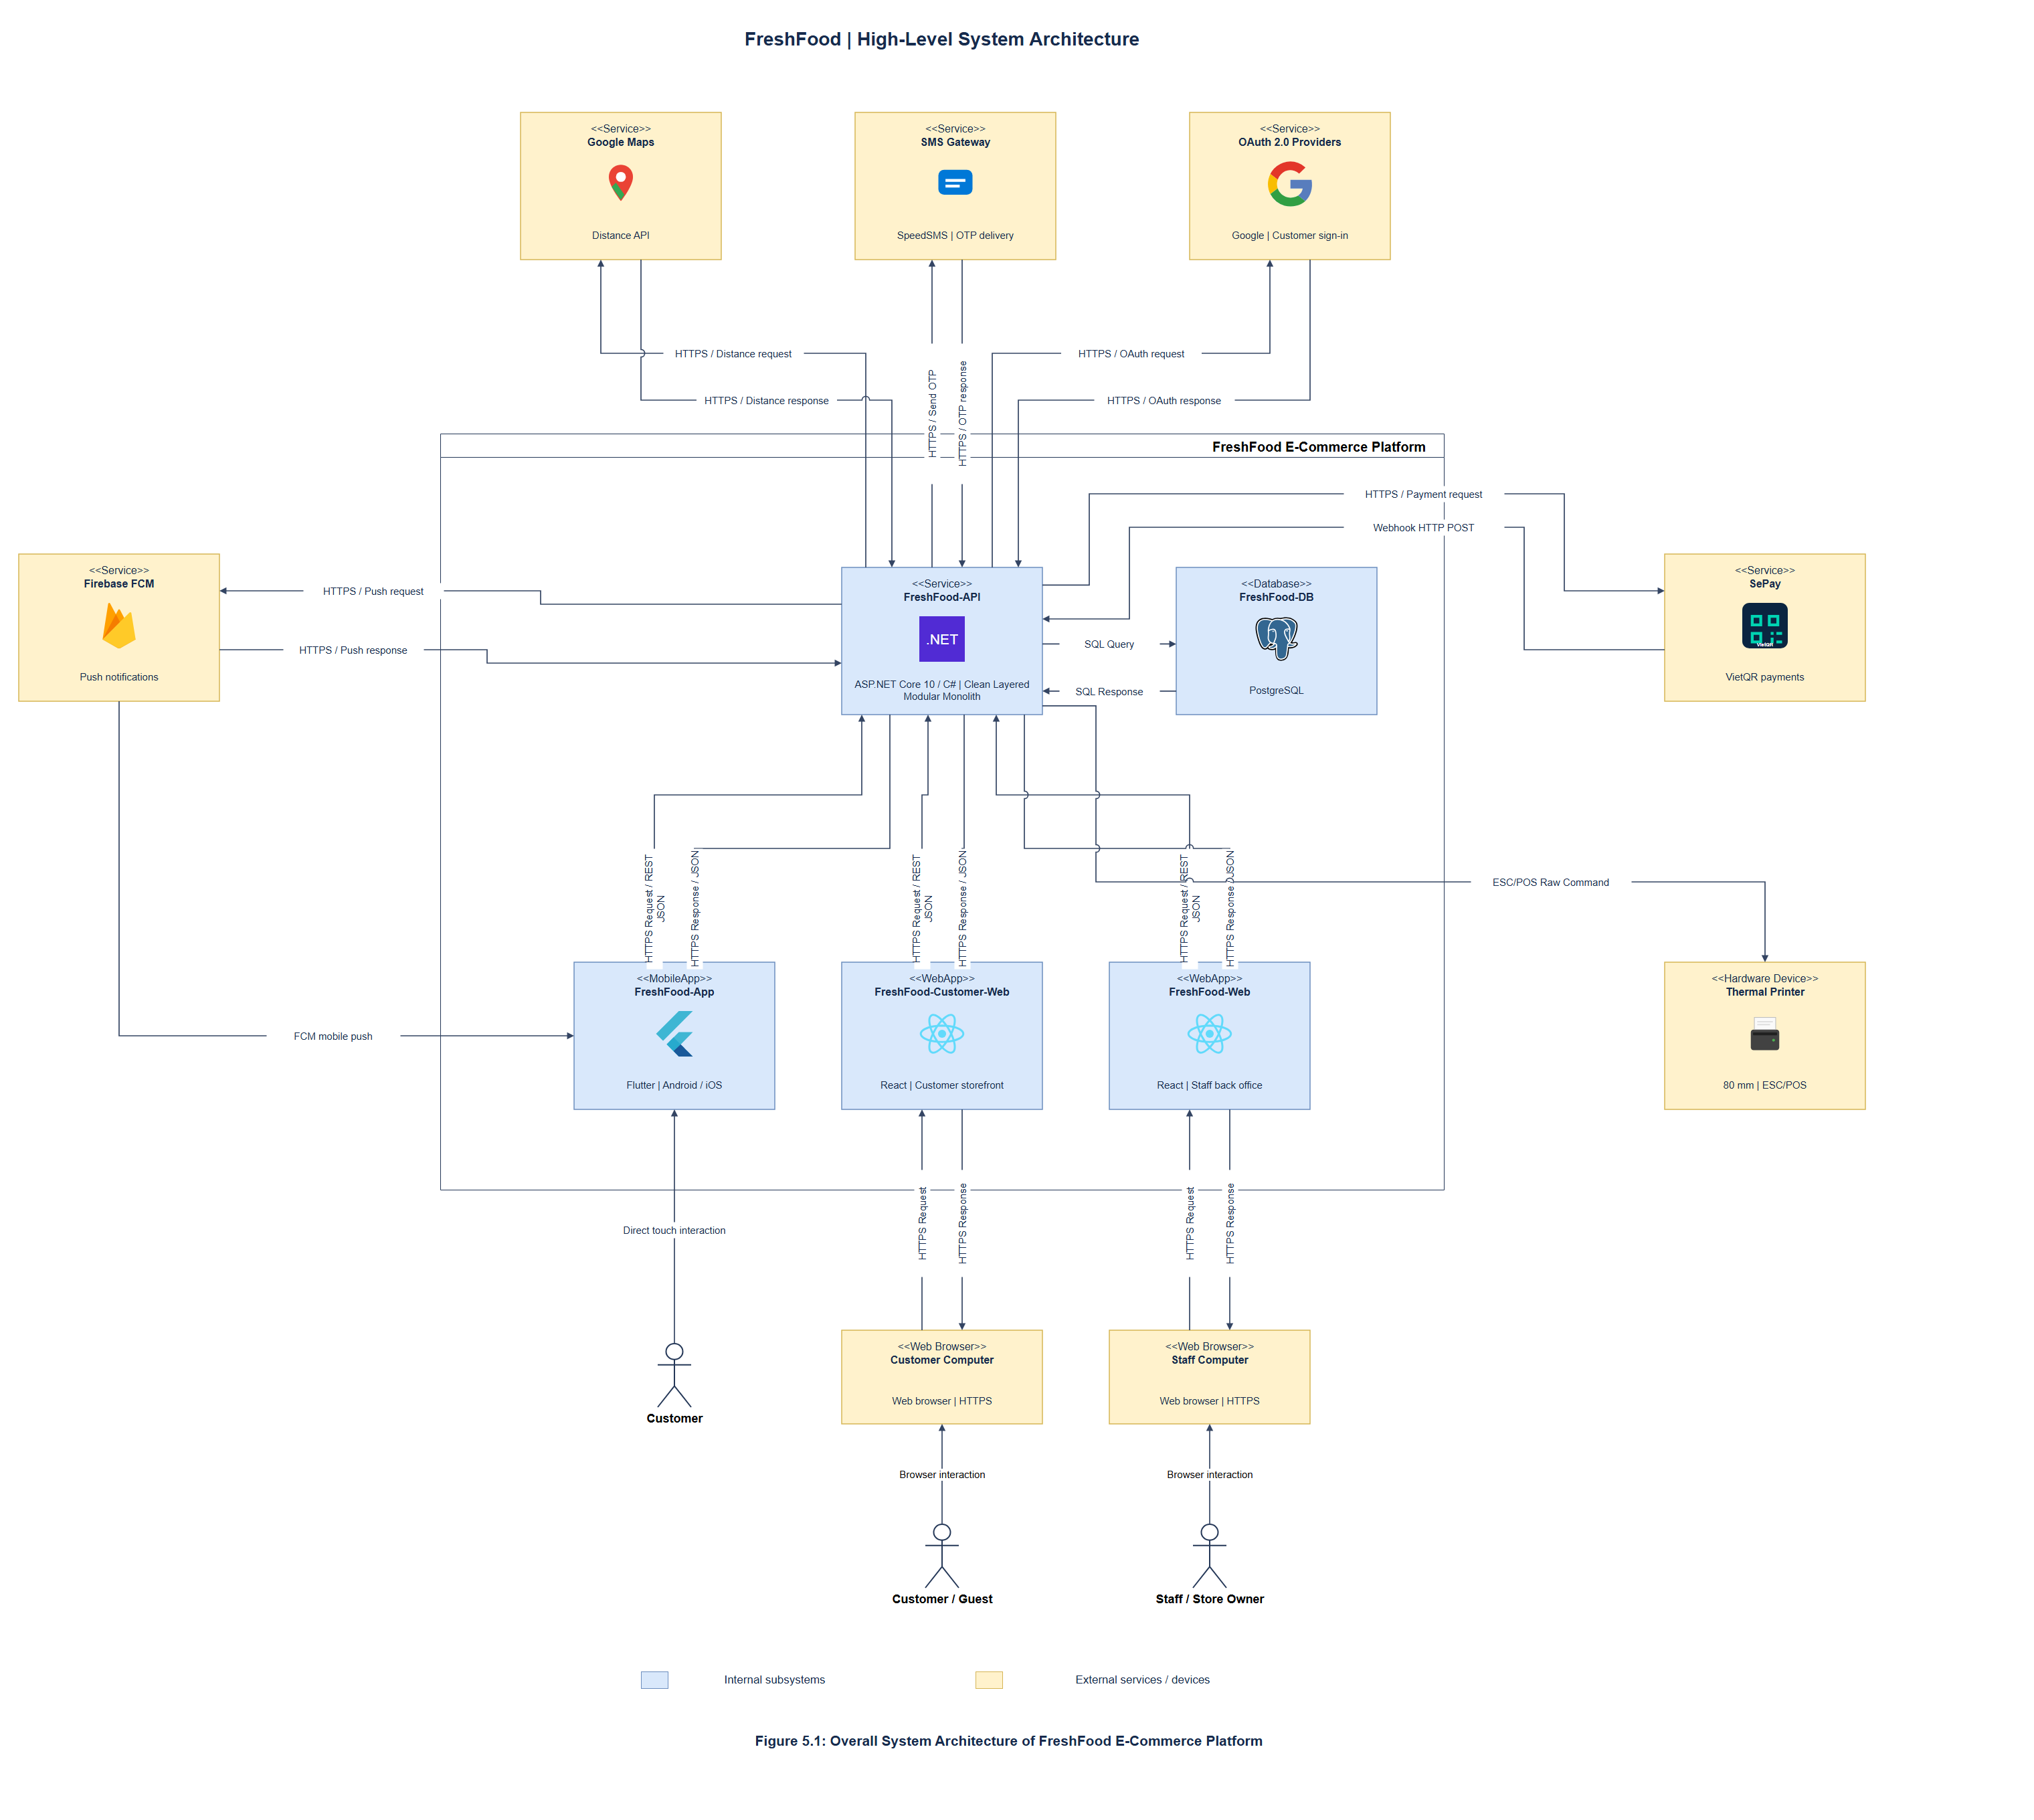 FreshFood | High-Level System Architecture
<<Service>>
Google Maps
Distance API
<<Service>>
SMS Gateway
SpeedSMS | OTP delivery
<<Service>>
OAuth 2.0 Providers
Google | Customer sign-in
HTTPS / Distance request
HTTPS / Distance response
HTTPS / Send OTP
HTTPS / OTP response
HTTPS / OAuth request
HTTPS / OAuth response
FreshFood E-Commerce Platform
HTTPS / Payment request
Webhook HTTP POST
<<Service>>
Firebase FCM
Push notifications
HTTPS / Push request
HTTPS / Push response
<<Service>>
FreshFood-API
.NET
ASP.NET Core 10 / C# | Clean Layered
Modular Monolith
SQL Query
SQL Response
<<Database>>
FreshFood-DB
PostgreSQL
<<Service>>
SePay
VietQR
VietQR payments
HTTPS Request / REST
JSON
HTTPS Response / JSON
HTTPS Request / REST
JSON
HTTPS Response / JSON
HTTPS Request / REST
JSON
HTTPS Response / JSON
ESC/POS Raw Command
FCM mobile push
<<MobileApp>>
FreshFood-App
Flutter | Android / iOS
<<WebApp>>
FreshFood-Customer-Web
React | Customer storefront
<<WebApp>>
FreshFood-Web
React | Staff back office
<<Hardware Device>>
Thermal Printer
80 mm | ESC/POS
Direct touch interaction
HTTPS Request
HTTPS Response
HTTPS Request
HTTPS Response
Customer
<<Web Browser>>
Customer Computer
Web browser | HTTPS
<<Web Browser>>
Staff Computer
Web browser | HTTPS
Browser interaction
Browser interaction
Customer / Guest
Staff / Store Owner
Internal subsystems
External services / devices
Figure 5.1: Overall System Architecture of FreshFood E-Commerce Platform